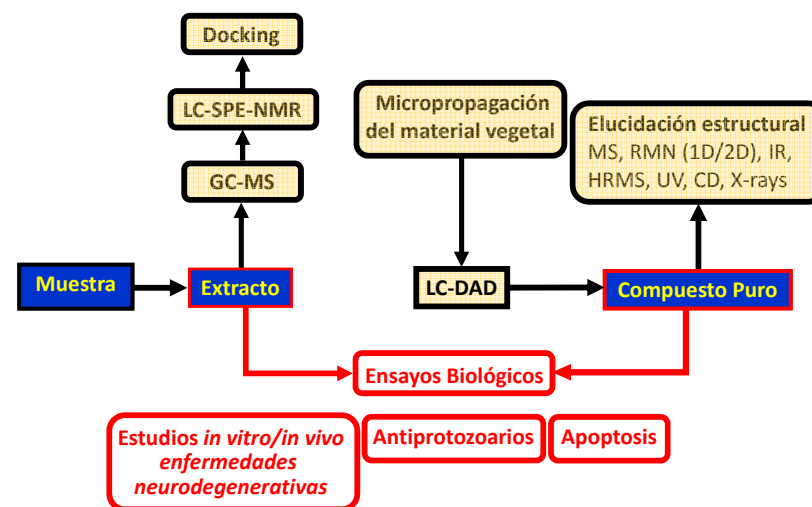 Docking
LC-SPE-NMR
GC-MS
Micropropagación
del material vegetal
Elucidación estructural
MS, RMN (1D/2D), IR,
HRMS, UV, CD, X-rays
Muestra
Extracto
LC-DAD
Compuesto Puro
Ensayos Biológicos
Estudios in vitro/in vivo
enfermedades
neurodegenerativas
Antiprotozoarios
Apoptosis